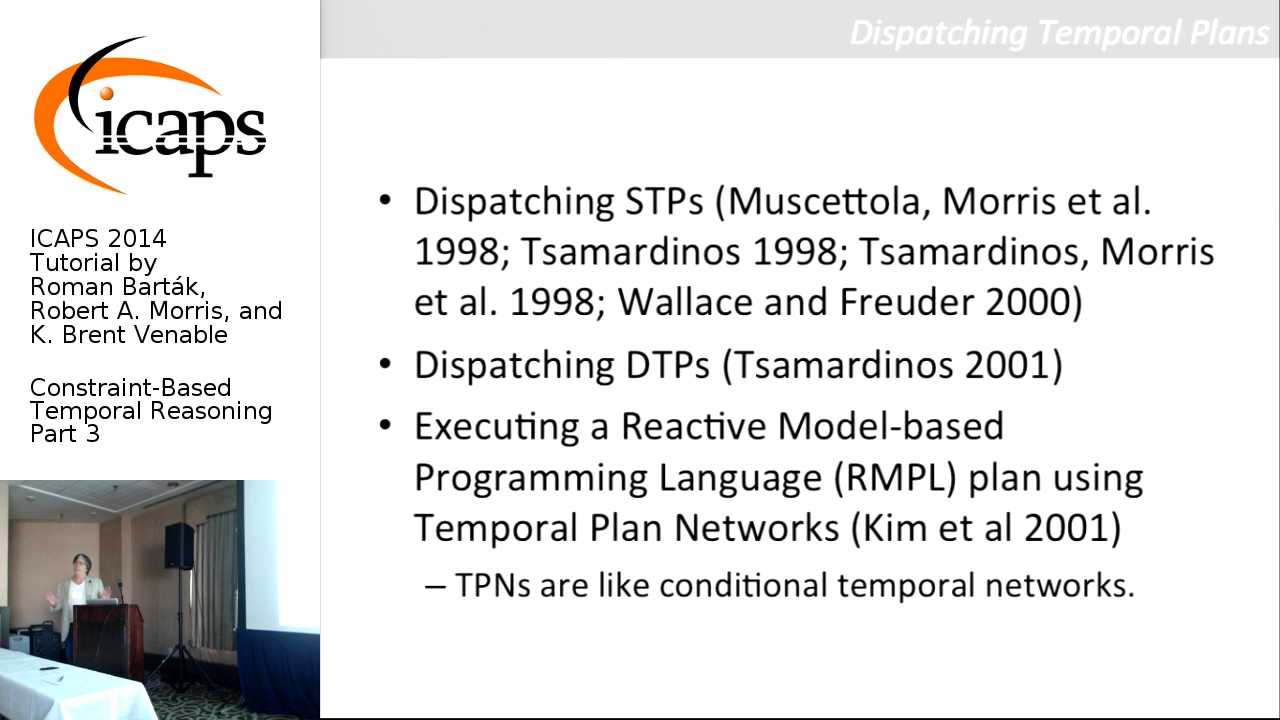 icaps
ICAPS 2014
Tutorial by
Roman Barták,
Robert A. Morris, and
K. Brent Venable
Constraint-Based
Temporal Reasoning
Part 3
Dispatching Temporal Plans
• Dispatching STPs (Muscettola, Morris et al.
1998; Tsamardinos 1998; Tsamardinos, Morris
et al. 1998; Wallace and Freuder 2000)
• Dispatching DTPs (Tsamardinos 2001)
• Executing a Reactive Model-based
Programming Language (RMPL) plan using
Temporal Plan Networks (Kim et al 2001)
– TPNs are like conditional temporal networks.